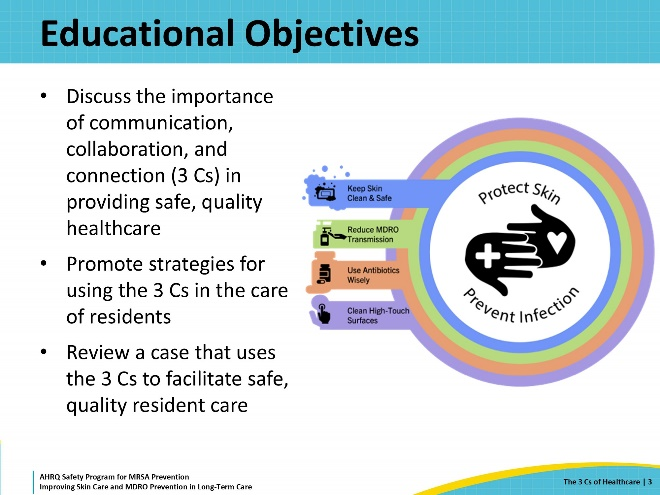 Educational Objectives
• Discuss the importance
of communication,
collaboration, and
connection (3 Cs) in
providing safe, quality
healthcare
• Promote strategies for
using the 3 Cs in the care
of residents
• Review a case that uses
the 3 Cs to facilitate safe,
quality resident care
Keep Skin
Clean & Safe
Reduce MDRO
Transmission
Use Antibiotics
Wisely
Clean High-Touch
Surfaces
Protect Skin
Prevent Infection
AHRQ Safety Program for MRSA Prevention
Improving Skin Care and MDRO Prevention in Long-Term Care
The 3 Cs of Healthcare | 3